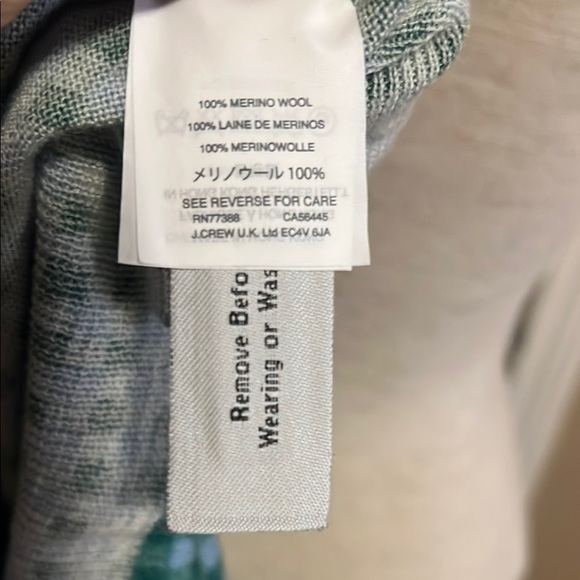 100% MERINO WOOL
100% LAINE DE MERINOS
100% MERINOWOLLE
メリノウール 100%
SEE REVERSE FOR CARE
RN77388 CA56445
J.CREW U.K. Ltd EC4V 6JA
Remove Befo
Wearing or Was